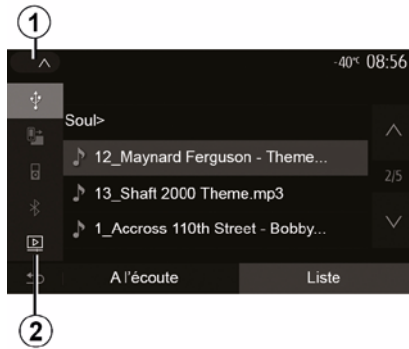 1
-40°C 08:56
Soul>
12_Maynard Ferguson - Theme...
13_Shaft 2000 Theme.mp3
2/5
1_Accross 110th Street - Bobby...
A l'écoute Liste
2